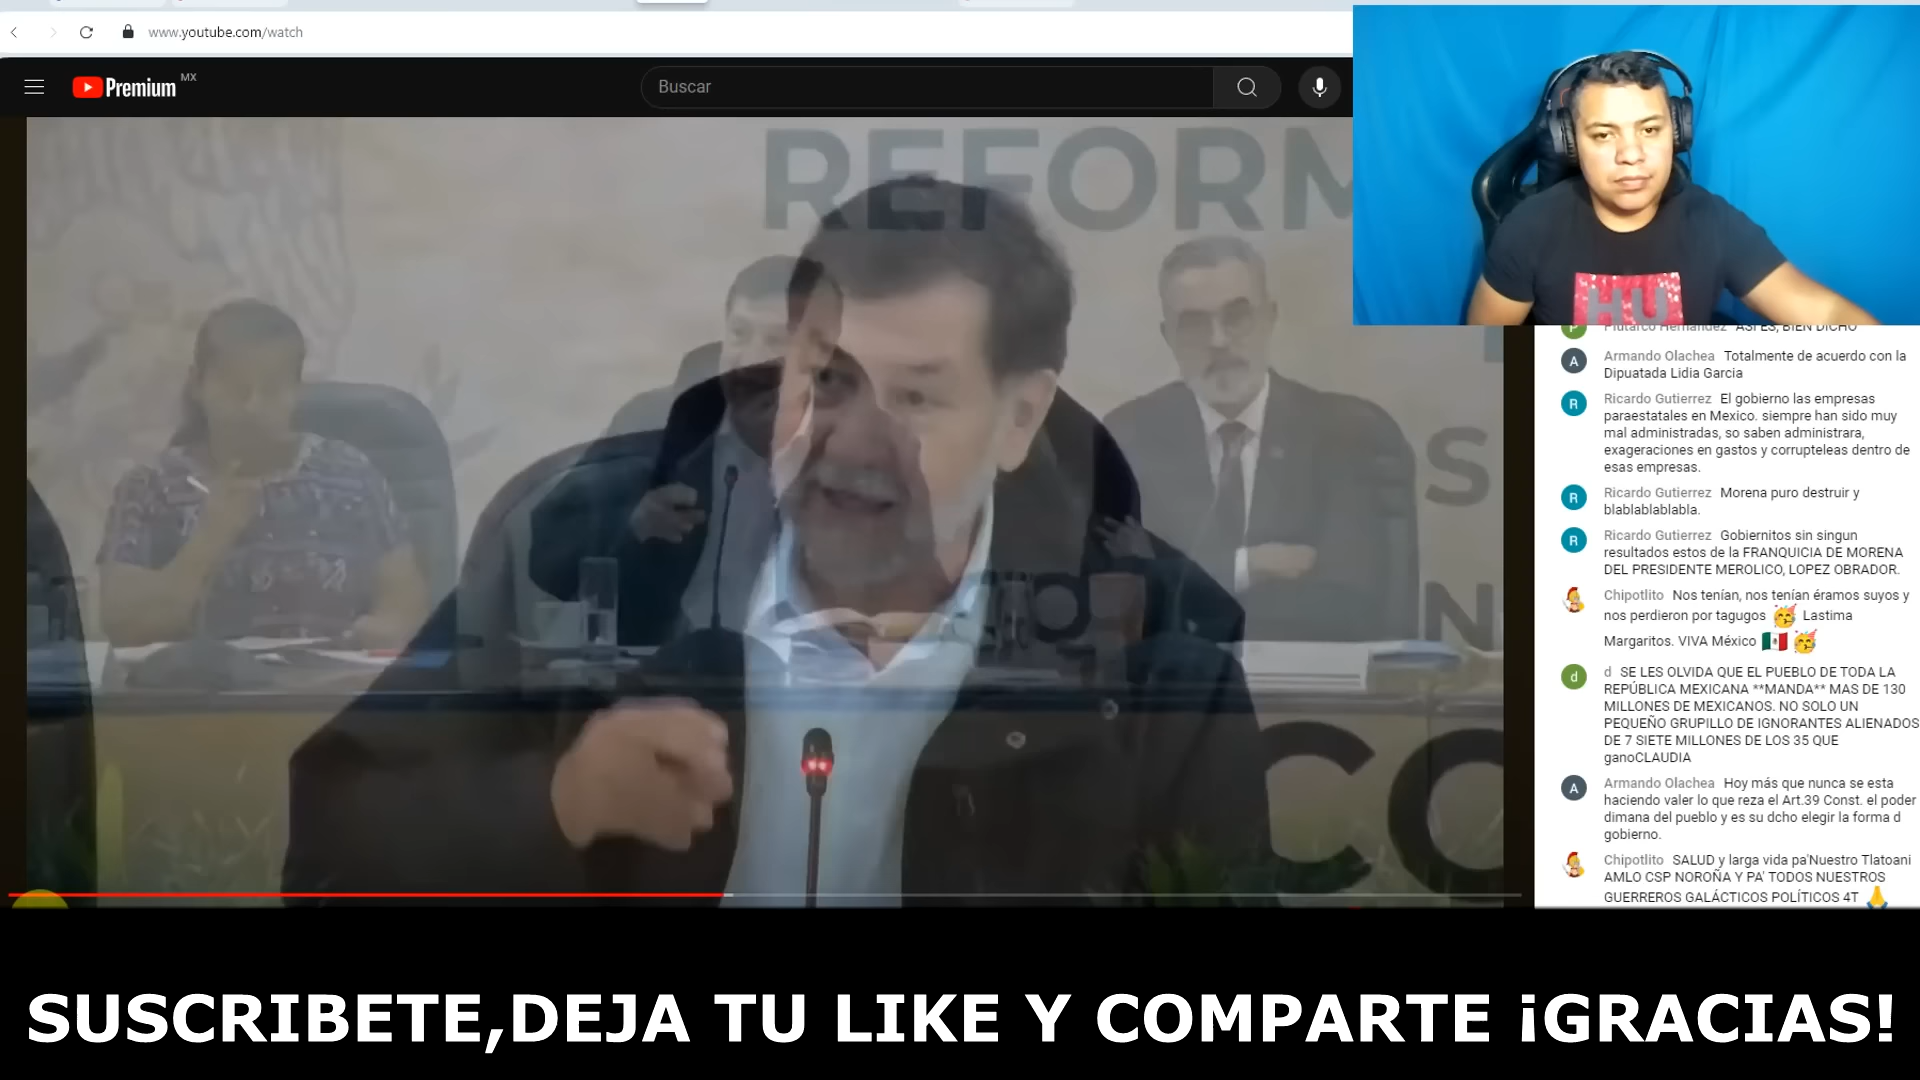 www.youtube.com/watch
Premium MX
Buscar
REFORM
S
N
CO
HU
Plutarco Hernandez ASI ES, BIEN DICHO
Armando Olachea Totalmente de acuerdo con la
Dipuatada Lidia Garcia
Ricardo Gutierrez El gobierno las empresas
paraestatales en Mexico. siempre han sido muy
mal administradas, so saben administrara,
exageraciones en gastos y corrupteleas dentro de
esas empresas.
Ricardo Gutierrez Morena puro destruir y
blablablablabla.
Ricardo Gutierrez Gobiernitos sin singun
resultados estos de la FRANQUICIA DE MORENA
DEL PRESIDENTE MEROLICO, LOPEZ OBRADOR.
Chipotlito Nos tenían, nos tenían éramos suyos y
nos perdieron por tagugos 🥳 Lastima
Margaritos. VIVA México 🇲🇽 🥳
d SE LES OLVIDA QUE EL PUEBLO DE TODA LA
REPÚBLICA MEXICANA **MANDA** MAS DE 130
MILLONES DE MEXICANOS. NO SOLO UN
PEQUEÑO GRUPILLO DE IGNORANTES ALIENADOS
DE 7 SIETE MILLONES DE LOS 35 QUE
ganoCLAUDIA
Armando Olachea Hoy más que nunca se esta
haciendo valer lo que reza el Art.39 Const. el poder
dimana del pueblo y es su dcho elegir la forma d
gobierno.
Chipotlito SALUD y larga vida pa'Nuestro Tlatoani
AMLO CSP NOROÑA Y PA' TODOS NUESTROS
GUERREROS GALÁCTICOS POLÍTICOS 4T 🙏
SUSCRIBETE,DEJA TU LIKE Y COMPARTE ¡GRACIAS!